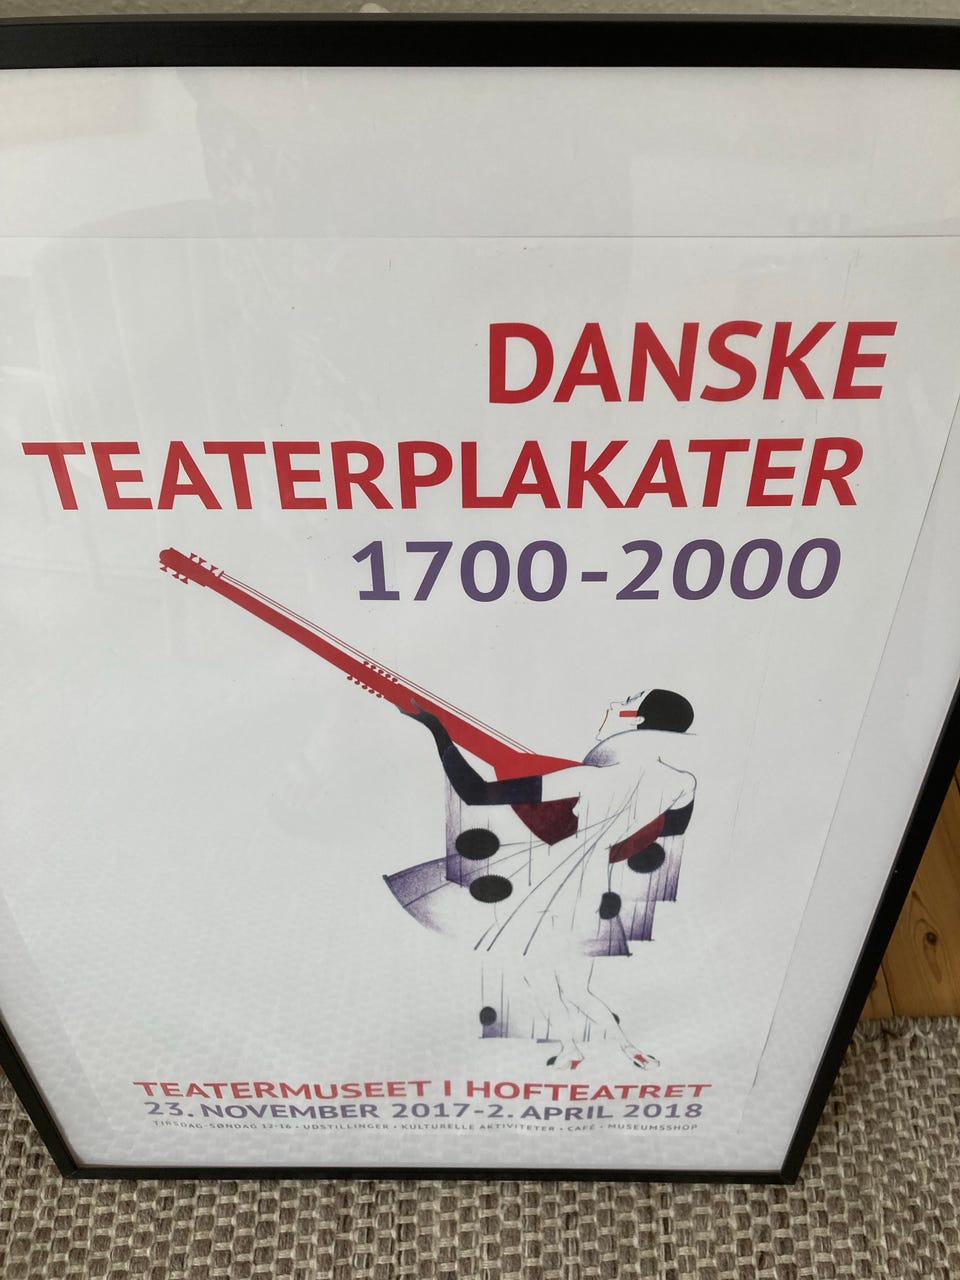 DANSKE
TEATERPLAKATER
1700-2000
TEATERMUSEET I HOFTEATRET
23. NOVEMBER 2017-2. APRIL 2018
TIRSDAG-SØNDAG 12-16 • UDSTILLINGER • KULTURELLE AKTIVITETER • CAFÉ • MUSEUMSSHOP